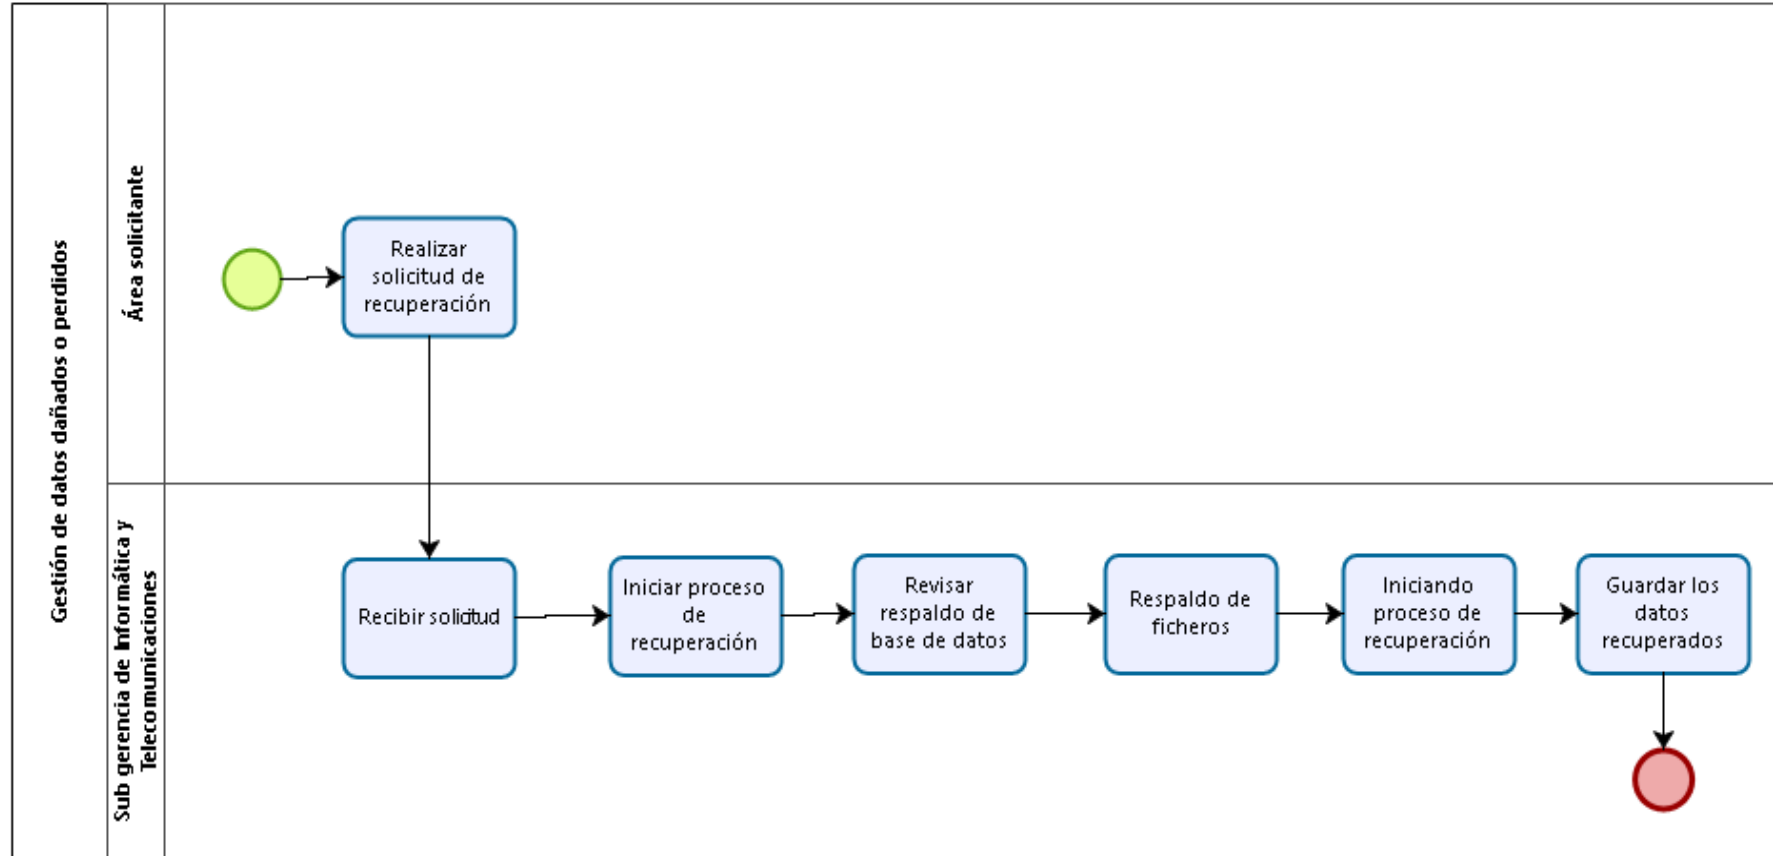 Gestión de datos dañados o perdidos
Área solicitante
Realizar
solicitud de
recuperación
Sub gerencia de Informática y
Telecomunicaciones
Recibir solicitud
Iniciar proceso
de
recuperación
Revisar
respaldo de
base de datos
Respaldo de
ficheros
Iniciando
proceso de
recuperación
Guardar los
datos
recuperados